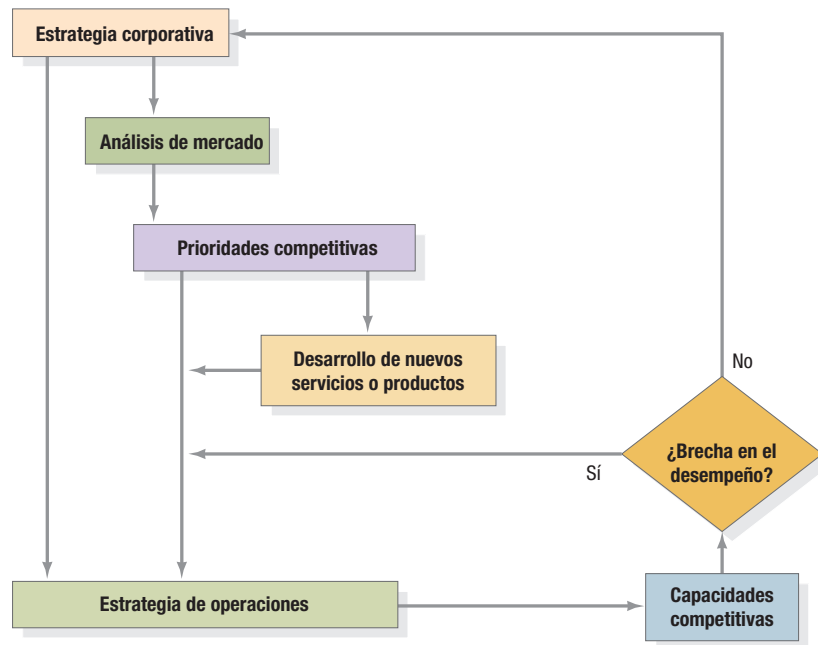 Estrategia corporativa
Análisis de mercado
Prioridades competitivas
Desarrollo de nuevos
servicios o productos
No
¿Brecha en el
desempeño?
Sí
Estrategia de operaciones
Capacidades
competitivas